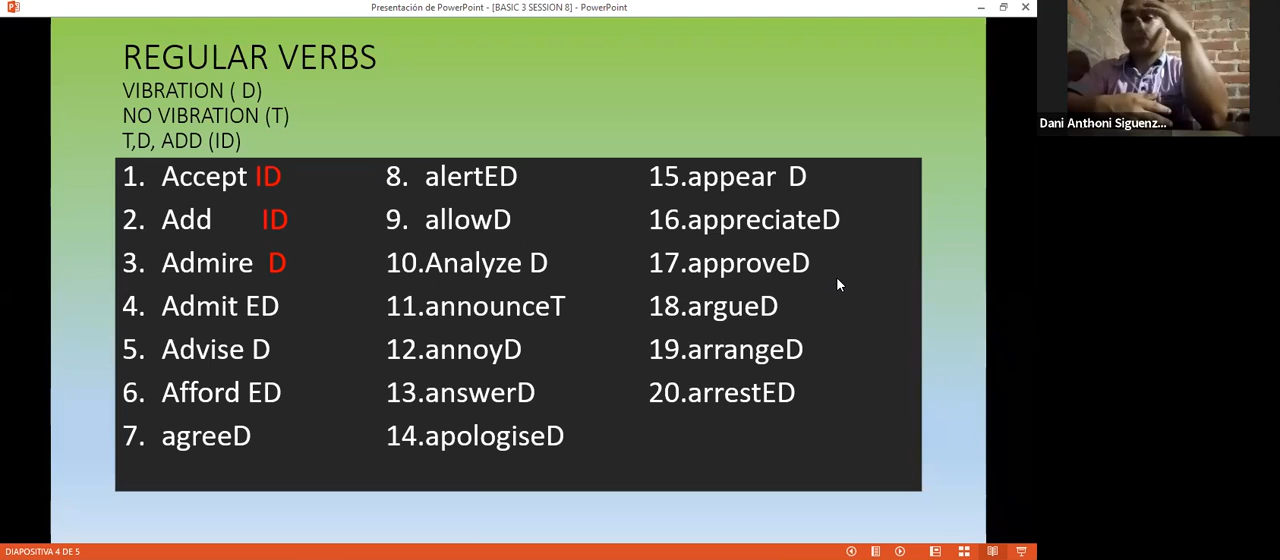 Presentación de PowerPoint - [BASIC 3 SESSION 8] - PowerPoint
REGULAR VERBS
VIBRATION ( D)
NO VIBRATION (T)
T,D, ADD (ID)
1. Accept ID
2. Add ID
3. Admire D
4. Admit ED
5. Advise D
6. Afford ED
7. agreeD
8. alertED
9. allowD
10.Analyze D
11.announceT
12.annoyD
13.answerD
14.apologiseD
15.appear D
16.appreciateD
17.approveD
18.argueD
19.arrangeD
20.arrestED
Dani Anthoni Siguenz...
DIAPOSITIVA 4 DE 5